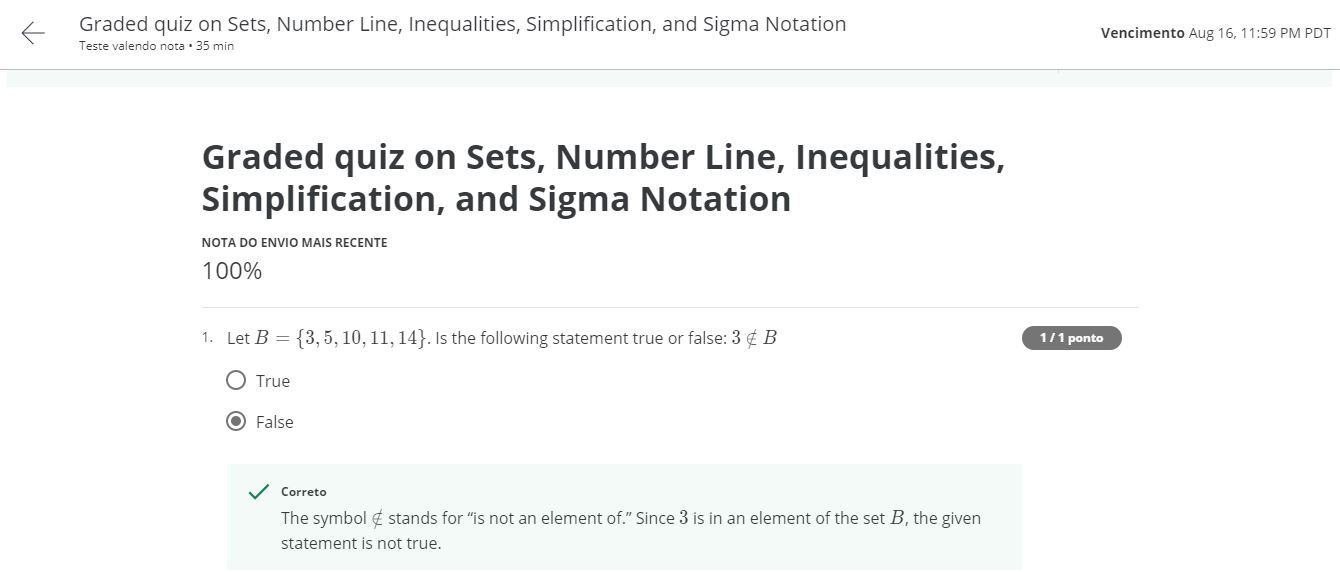 Graded quiz on Sets, Number Line, Inequalities, Simplification, and Sigma Notation
Teste valendo nota • 35 min
Vencimento Aug 16, 11:59 PM PDT
Graded quiz on Sets, Number Line, Inequalities,
Simplification, and Sigma Notation
NOTA DO ENVIO MAIS RECENTE
100%
1. Let B = {3, 5, 10, 11, 14}. Is the following statement true or false: 3 ∉ B
1 / 1 ponto
True
False
Correto
The symbol ∉ stands for “is not an element of.” Since 3 is in an element of the set B, the given
statement is not true.